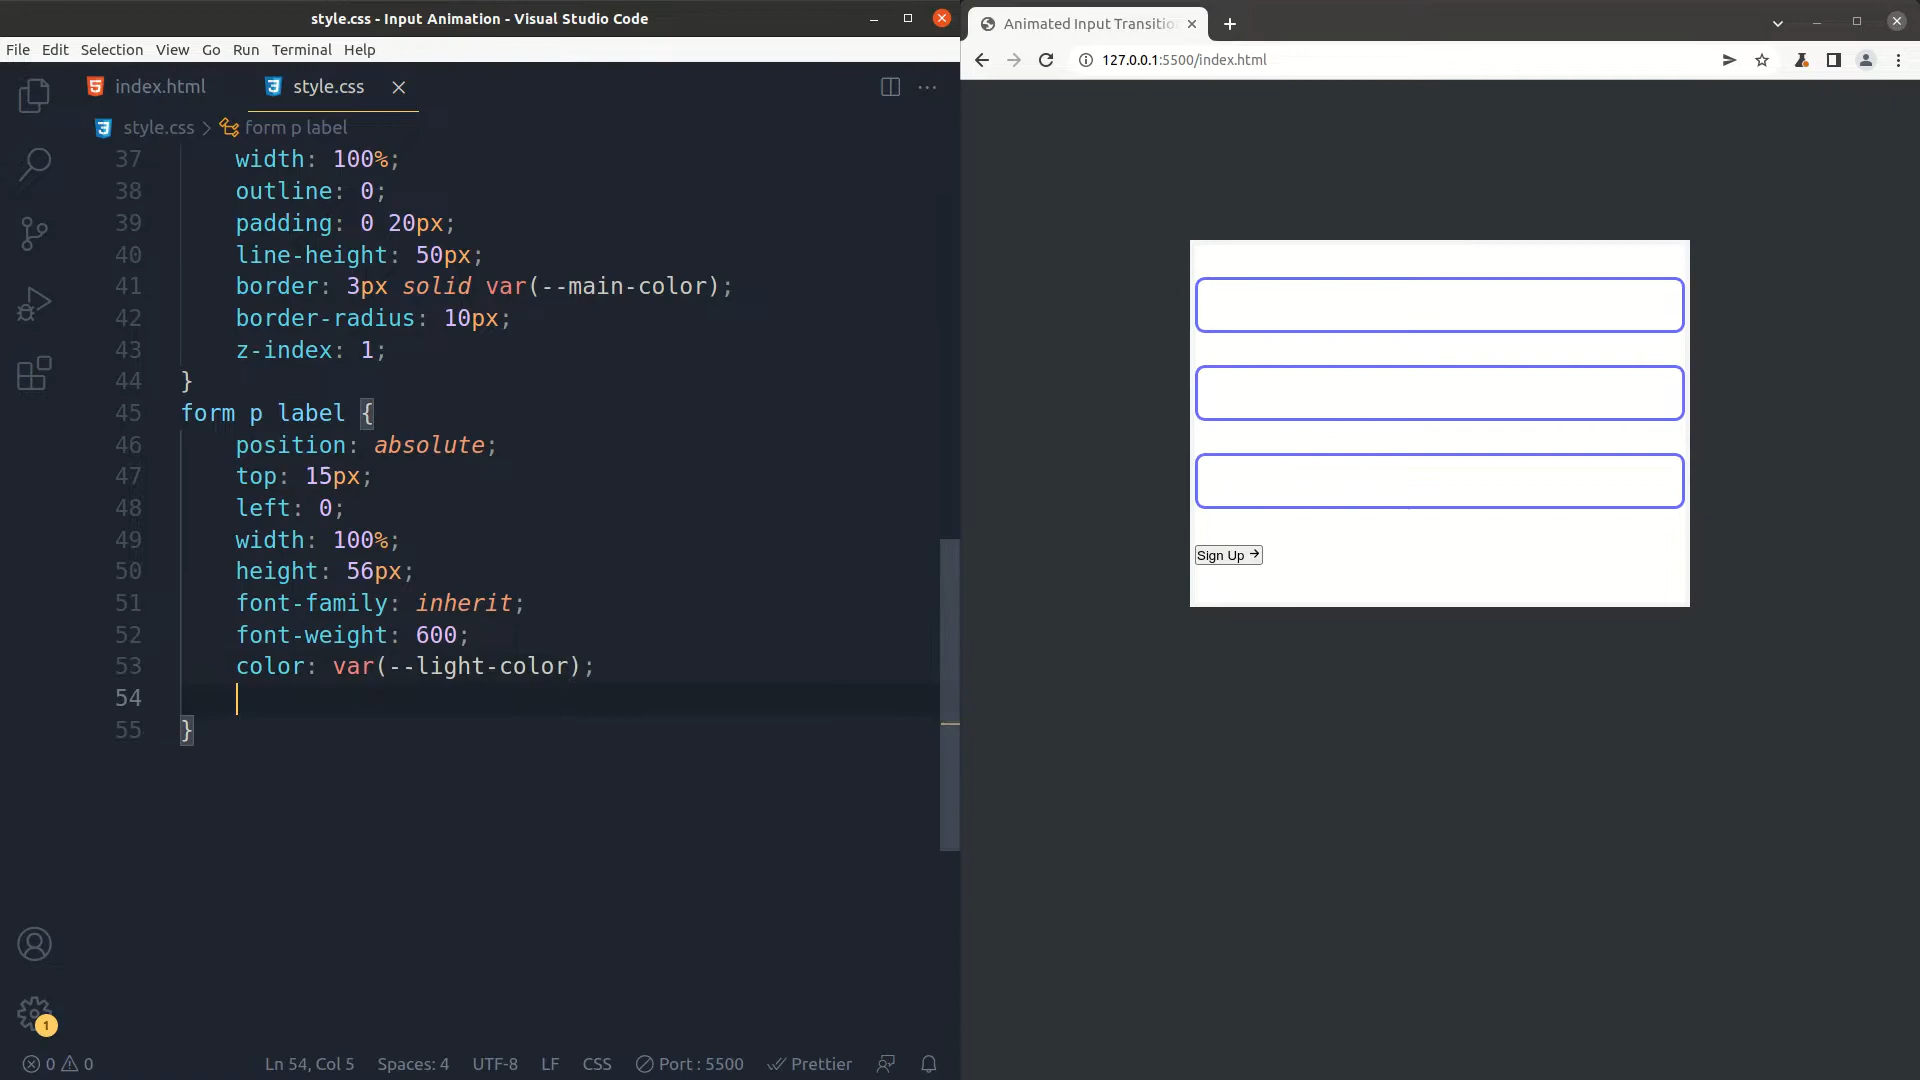 style.css - Input Animation - Visual Studio Code
File Edit Selection View Go Run Terminal Help
index.html style.css
style.css > form p label
37 width: 100%;
38 outline: 0;
39 padding: 0 20px;
40 line-height: 50px;
41 border: 3px solid var(--main-color);
42 border-radius: 10px;
43 z-index: 1;
44 }
45 form p label {
46 position: absolute;
47 top: 15px;
48 left: 0;
49 width: 100%;
50 height: 56px;
51 font-family: inherit;
52 font-weight: 600;
53 color: var(--light-color);
54
55 }
1
0 0 Ln 54, Col 5 Spaces: 4 UTF-8 LF CSS Port : 5500 Prettier
Animated Input Transitio
127.0.0.1:5500/index.html
Sign Up →